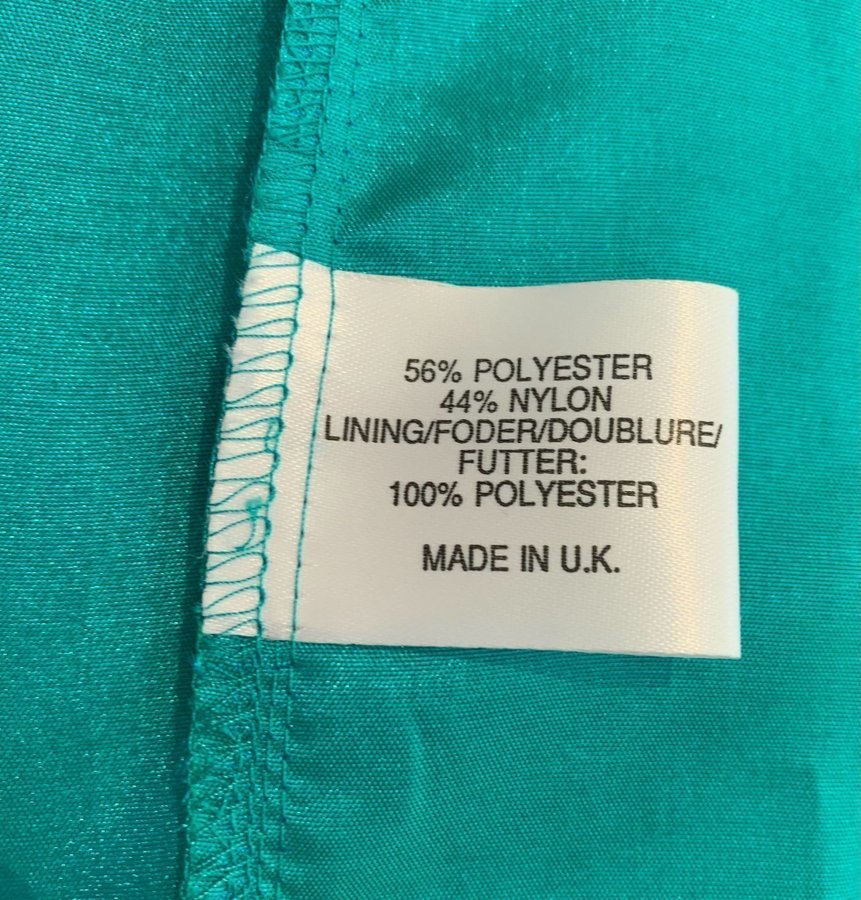 56% POLYESTER
44% NYLON
LINING/FODER/DOUBLURE/
FUTTER:
100% POLYESTER
MADE IN U.K.